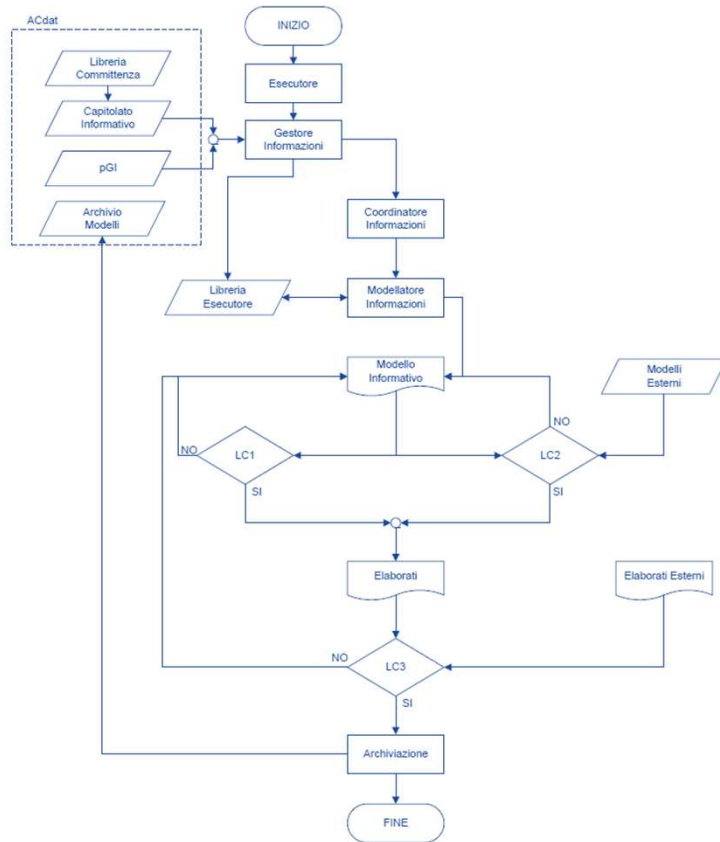 ACdat
INIZIO
Libreria
Committenza
Esecutore
Capitolato
Informativo
Gestore
Informazioni
pGI
Archivio
Modelli
Coordinatore
Informazioni
Libreria
Esecutore
Modellatore
Informazioni
Modello
Informativo
Modelli
Esterni
NO
NO
LC1
LC2
SI
SI
Elaborati
Elaborati Esterni
NO
LC3
SI
Archiviazione
FINE